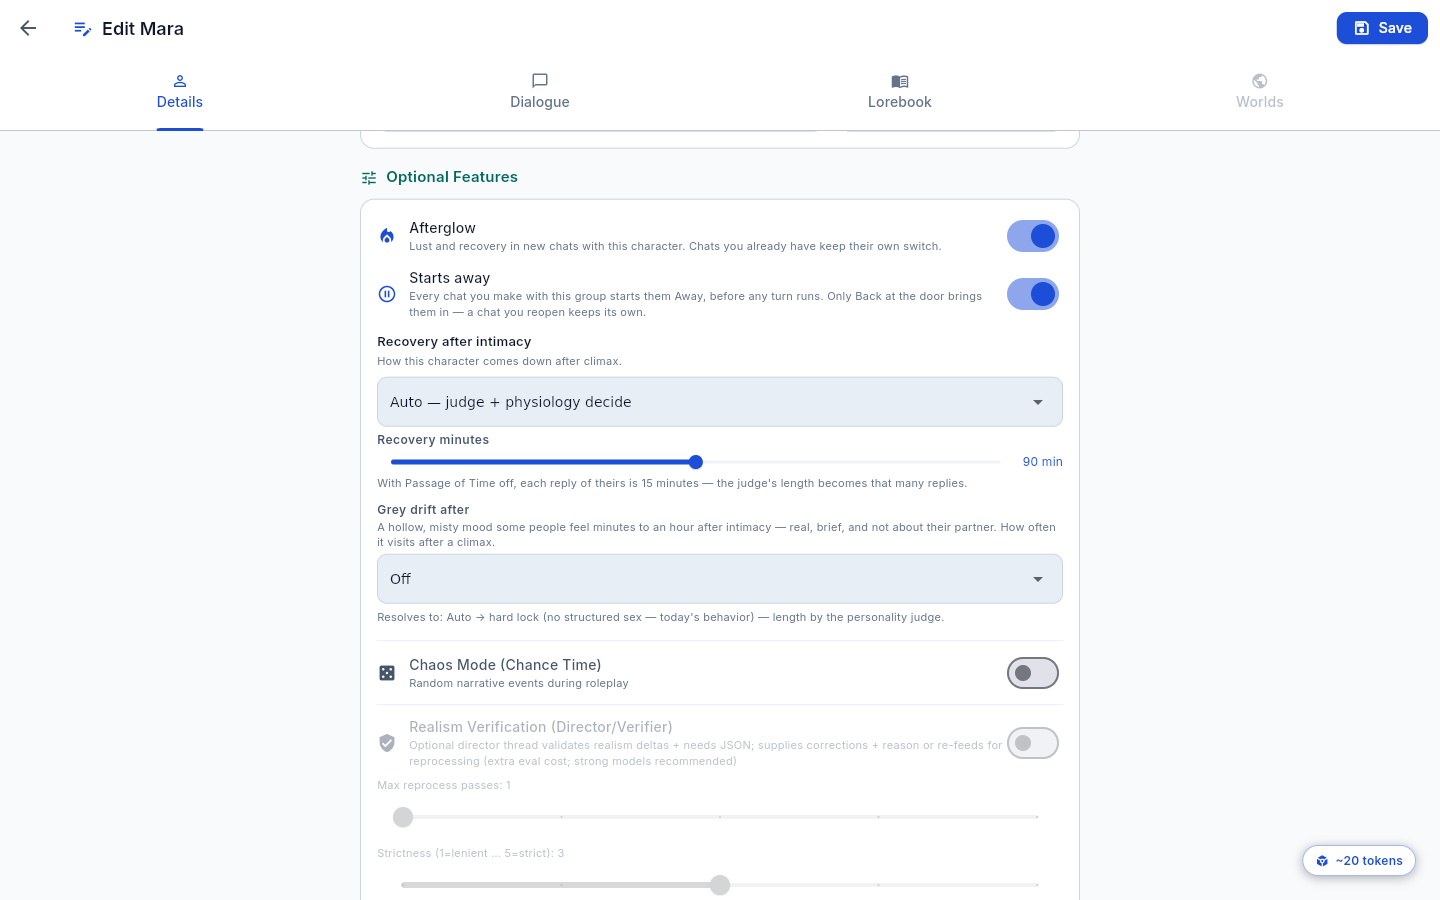 Edit Mara
Save
Details
Dialogue
Lorebook
Worlds
Optional Features
Afterglow
Lust and recovery in new chats with this character. Chats you already have keep their own switch.
Starts away
Every chat you make with this group starts them Away, before any turn runs. Only Back at the door brings
them in — a chat you reopen keeps its own.
Recovery after intimacy
How this character comes down after climax.
Auto — judge + physiology decide
Recovery minutes
90 min
With Passage of Time off, each reply of theirs is 15 minutes — the judge's length becomes that many replies.
Grey drift after
A hollow, misty mood some people feel minutes to an hour after intimacy — real, brief, and not about their partner. How often
it visits after a climax.
Off
Resolves to: Auto → hard lock (no structured sex — today's behavior) — length by the personality judge.
Chaos Mode (Chance Time)
Random narrative events during roleplay
Realism Verification (Director/Verifier)
Optional director thread validates realism deltas + needs JSON; supplies corrections + reason or re-feeds for
reprocessing (extra eval cost; strong models recommended)
Max reprocess passes: 1
Strictness (1=lenient ... 5=strict): 3
~20 tokens